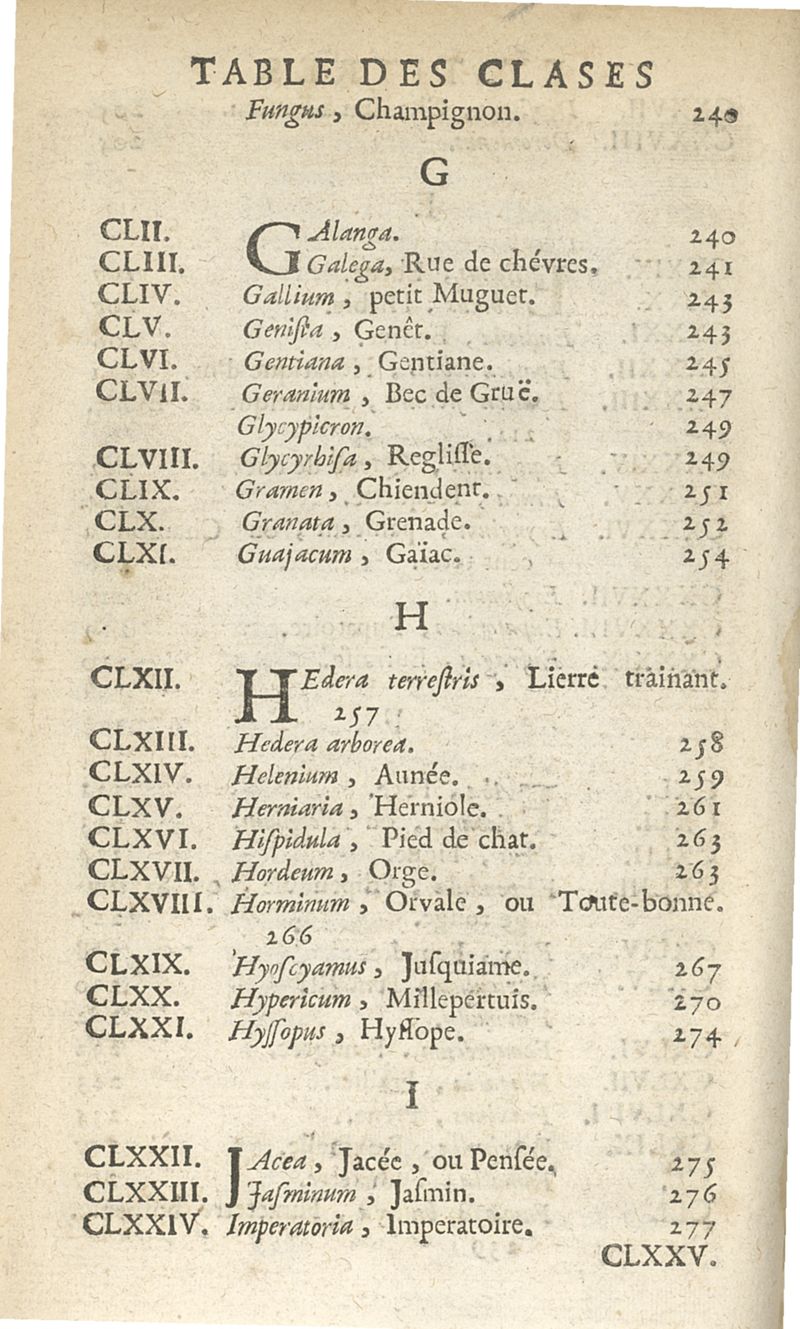 TABLE DES CLASES
Fungus, Champignon. 240
G
CLII. GAlanga. 240
CLIII. Galega, Rue de chévres. 241
CLIV. Gallium, petit Muguet. 243
CLV. Geniſta, Genêt. 243
CLVI. Gentiana, Gentiane. 245
CLVII. Geranium, Bec de Gruë. 247
Glycypicron. 249
CLVIII. Glycyrhiſa, Regliſſe. 249
CLIX. Gramen, Chiendent. 251
CLX. Granata, Grenade. 252
CLXI. Guajacum, Gaïac. 254
H
CLXII. HEdera terreſtris, Lierre traînant.
257
CLXIII. Hedera arborea. 258
CLXIV. Helenium, Aunée. 259
CLXV. Herniaria, Herniole. 261
CLXVI. Hiſpidula, Pied de chat. 263
CLXVII. Hordeum, Orge. 263
CLXVIII. Horminum, Orvale, ou Toute-bonne.
266
CLXIX. Hyoſcyamus, Juſquiame. 267
CLXX. Hypericum, Millepertuis. 270
CLXXI. Hyſſopus, Hyſſope. 274
I
CLXXII. JAcea, Jacée, ou Penſée. 275
CLXXIII. Jaſminum, Jaſmin. 276
CLXXIV. Imperatoria, Imperatoire. 277
CLXXV.